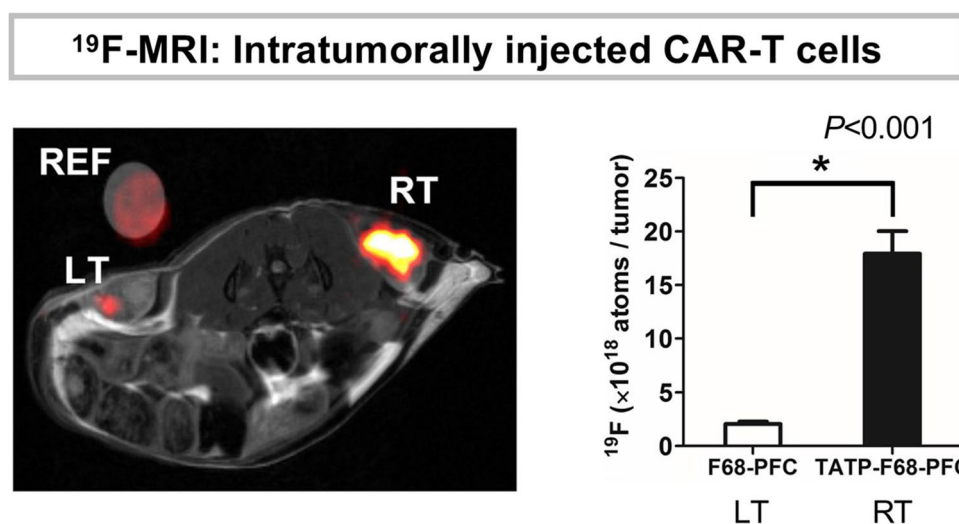 ¹⁹F-MRI: Intratumorally injected CAR-T cells
REF
RT
LT
P<0.001
*
¹⁹F (×10¹⁸ atoms / tumor)
25
20
15
10
5
0
F68-PFC TATP-F68-PFC
LT RT